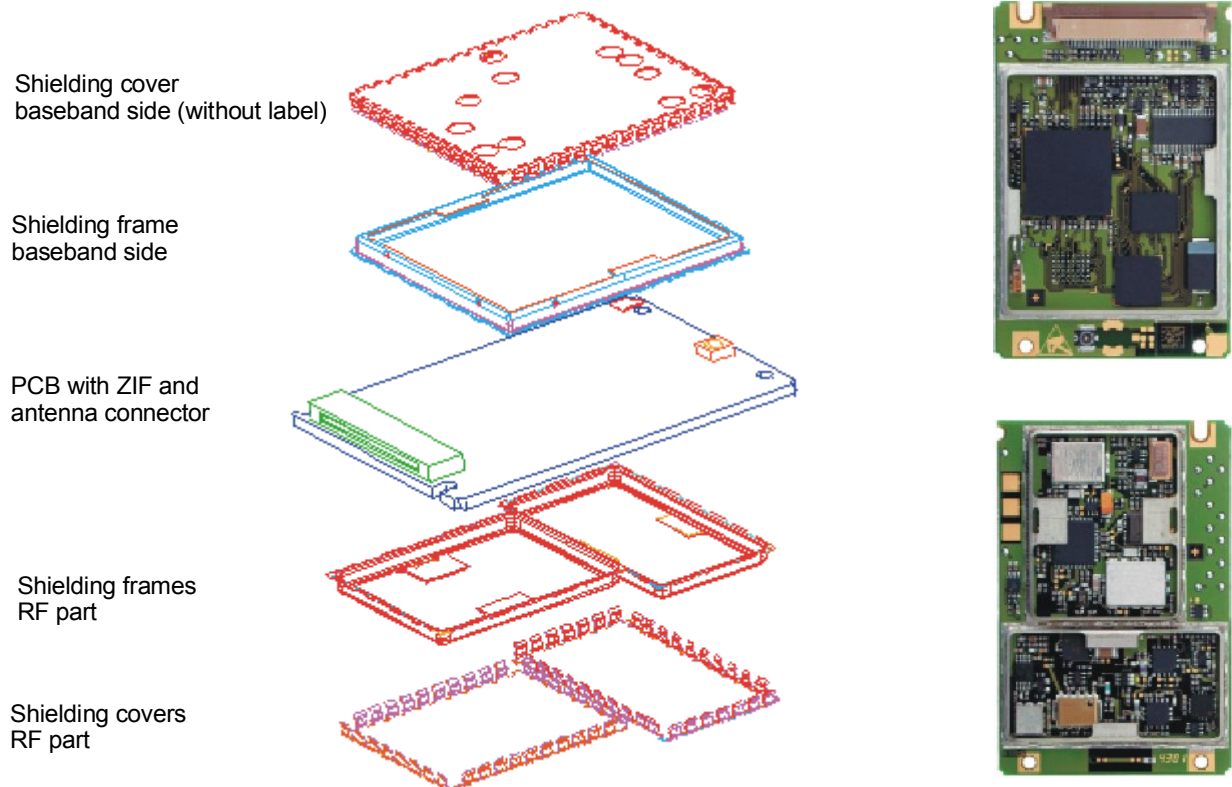 Shielding cover
baseband side (without label)
Shielding frame
baseband side
PCB with ZIF and
antenna connector
Shielding frames
RF part
Shielding covers
RF part